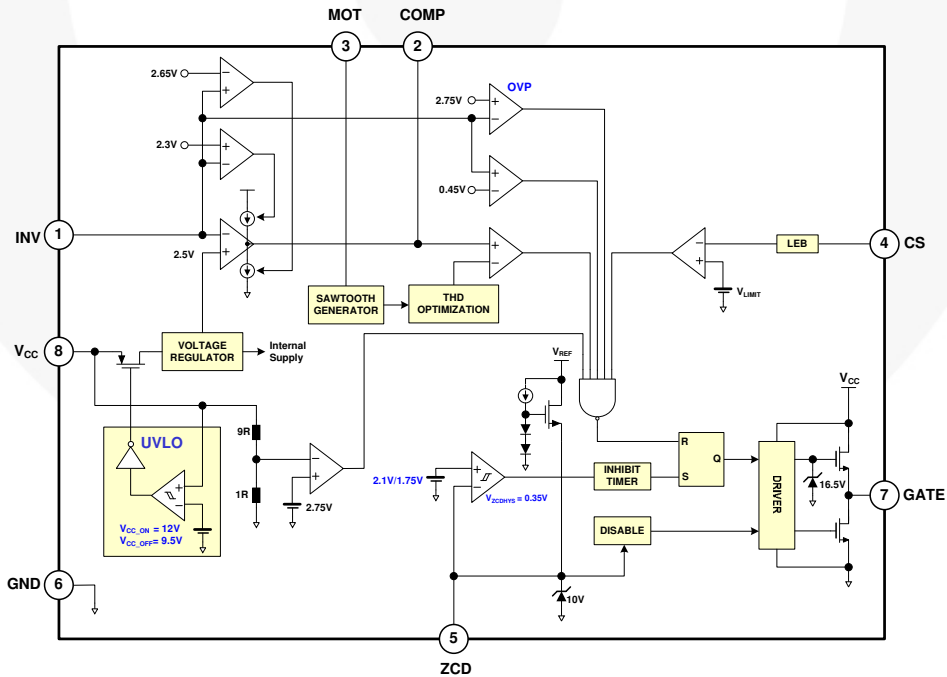 MOT
COMP
3
2
2.65V
−
+
OVP
2.75V
+
−
2.3V
+
−
+
−
0.45V
INV
1
−
+
2.5V
+
−
−
+
LEB
4
CS
V_LIMIT
SAWTOOTH
GENERATOR
THD
OPTIMIZATION
V_CC
8
VOLTAGE
REGULATOR
Internal
Supply
V_REF
V_CC
UVLO
9R
1R
−
+
2.75V
+
−
V_CC_ON = 12V
V_CC_OFF= 9.5V
2.1V/1.75V
+
−
V_ZCDHYS = 0.35V
INHIBIT
TIMER
R
S
Q
DRIVER
16.5V
7
GATE
DISABLE
GND
6
10V
5
ZCD